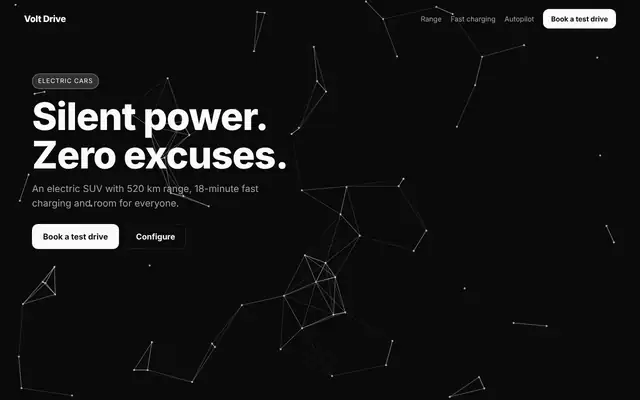 Volt Drive
Range Fast charging Autopilot Book a test drive
ELECTRIC CARS
Silent power.
Zero excuses.
An electric SUV with 520 km range, 18-minute fast
charging and room for everyone.
Book a test drive Configure